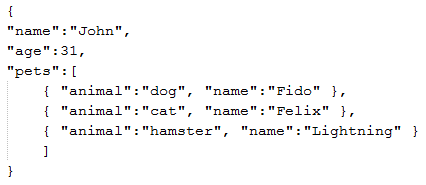 {
"name":"John",
"age":31,
"pets":[
    { "animal":"dog", "name":"Fido" },
    { "animal":"cat", "name":"Felix" },
    { "animal":"hamster", "name":"Lightning" }
    ]
}